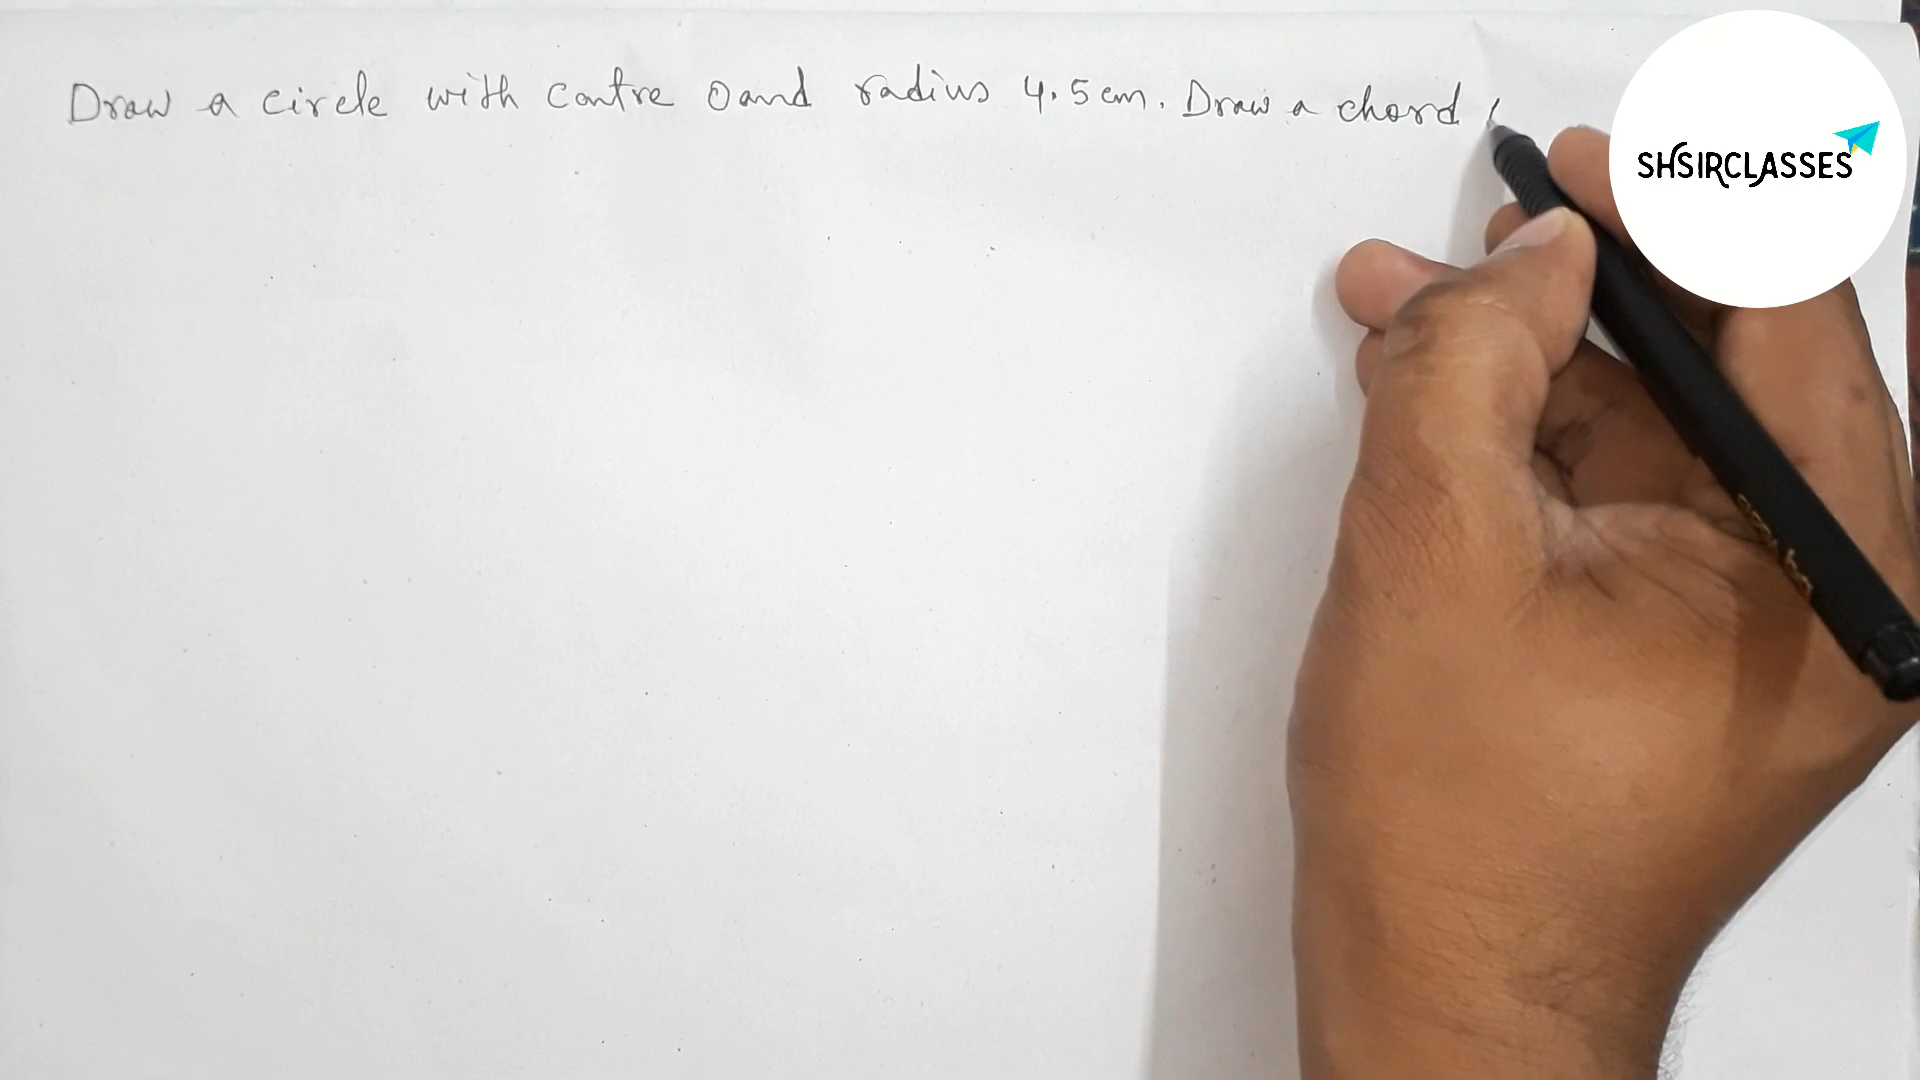 Draw a circle with centre O and radius 4.5 cm. Draw a chord
SHSIRCLASSES